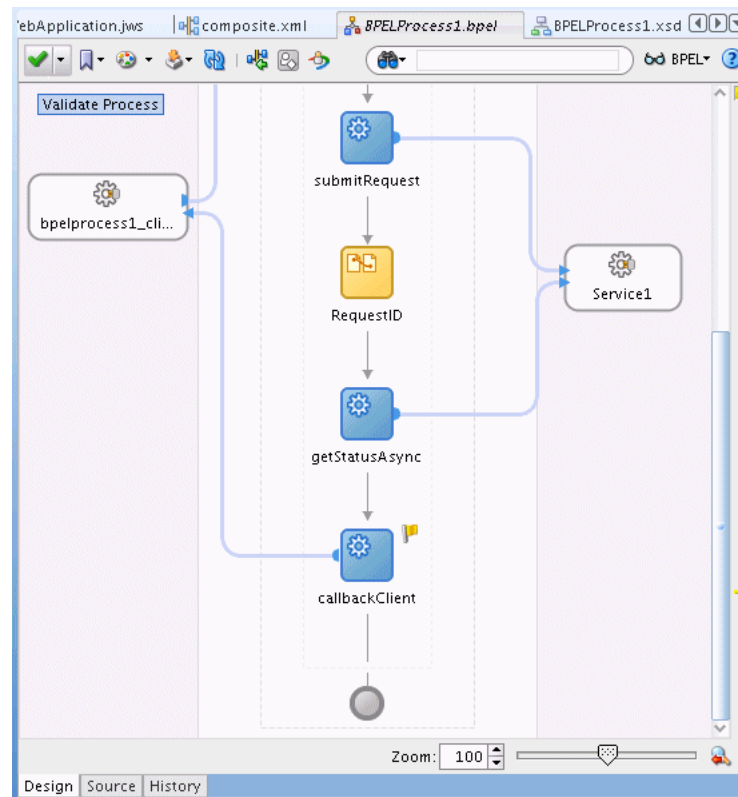 ebApplication.jws composite.xml BPELProcess1.bpel BPELProcess1.xsd
BPEL
Validate Process
submitRequest
bpelprocess1_cli...
Service1
RequestID
getStatusAsync
callbackClient
Zoom: 100
Design Source History